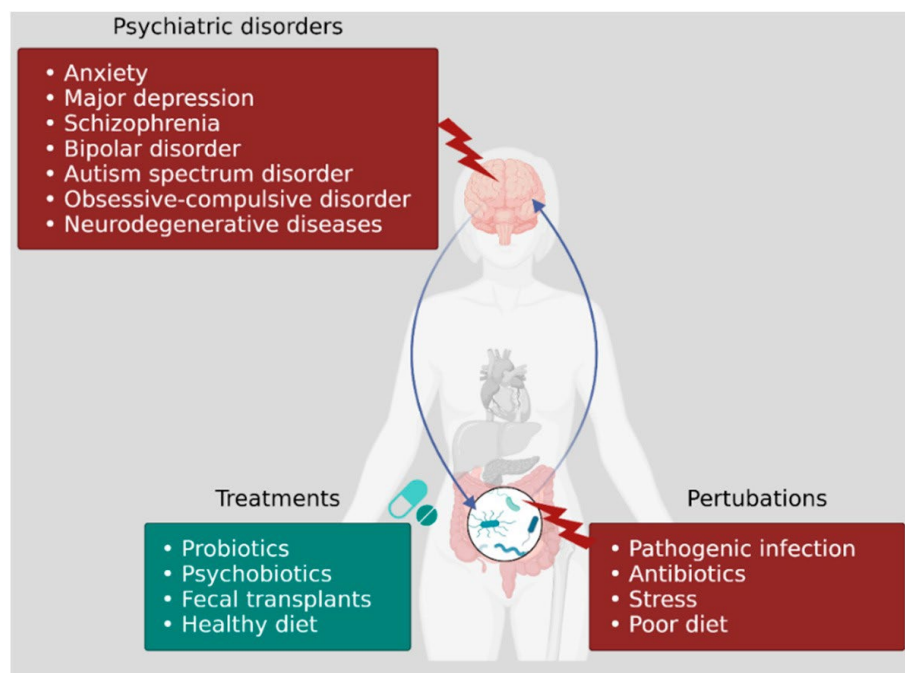 Psychiatric disorders
• Anxiety
• Major depression
• Schizophrenia
• Bipolar disorder
• Autism spectrum disorder
• Obsessive-compulsive disorder
• Neurodegenerative diseases
Treatments
• Probiotics
• Psychobiotics
• Fecal transplants
• Healthy diet
Pertubations
• Pathogenic infection
• Antibiotics
• Stress
• Poor diet